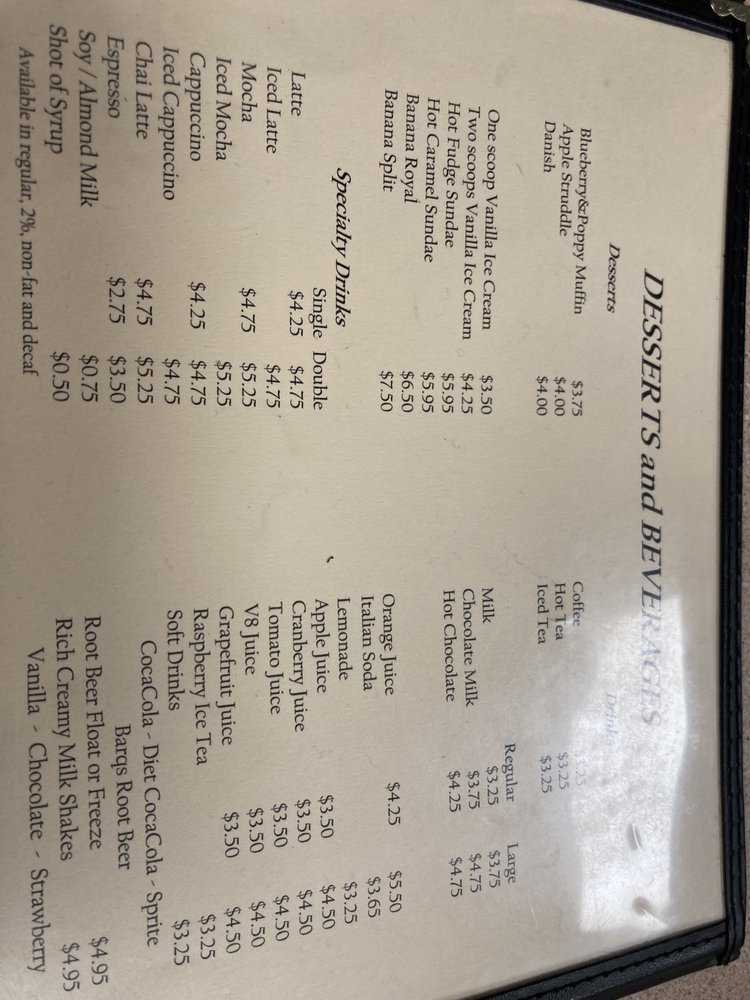 DESSERTS and BEVERAGES
Desserts
Blueberry&Poppy Muffin $3.75
Apple Struddle $4.00
Danish $4.00
One scoop Vanilla Ice Cream $3.50
Two scoops Vanilla Ice Cream $4.25
Hot Fudge Sundae $5.95
Hot Caramel Sundae $5.95
Banana Royal $6.50
Banana Split $7.50
Specialty Drinks
Single Double
Latte $4.25 $4.75
Iced Latte $4.75
Mocha $4.75 $5.25
Iced Mocha $5.25
Cappuccino $4.25 $4.75
Iced Cappuccino $4.75
Chai Latte $4.75 $5.25
Espresso $2.75 $3.50
Soy / Almond Milk $0.75
Shot of Syrup $0.50
Available in regular, 2%, non-fat and decaf
Drinks
Coffee $3.25
Hot Tea $3.25
Iced Tea $3.25
Regular Large
Milk $3.25 $3.75
Chocolate Milk $3.75 $4.75
Hot Chocolate $4.25 $4.75
Orange Juice $4.25 $5.50
Italian Soda $3.65
Lemonade $3.25
Apple Juice $3.50 $4.50
Cranberry Juice $3.50 $4.50
Tomato Juice $3.50 $4.50
V8 Juice $3.50 $4.50
Grapefruit Juice $3.50 $4.50
Raspberry Ice Tea $3.25
Soft Drinks $3.25
CocaCola - Diet CocaCola - Sprite
Barqs Root Beer
Root Beer Float or Freeze $4.95
Rich Creamy Milk Shakes $4.95
Vanilla - Chocolate - Strawberry